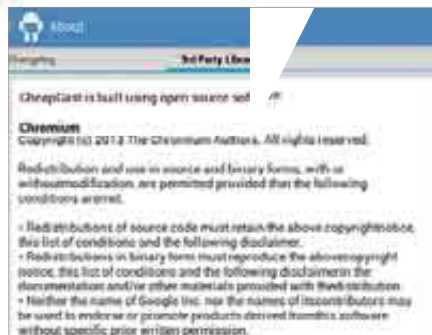 About
Changelog 3rd Party Libra
CheapCast is built using open source sof
Chromium
Copyright (c) 2013 The Chromium Authors. All rights reserved.
Redistribution and use in source and binary forms, with or
withoutmodification, are permitted provided that the following
conditions aremet:
• Redistributions of source code must retain the above copyrightnotice,
this list of conditions and the following disclaimer.
• Redistributions in binary form must reproduce the abovecopyright
notice, this list of conditions and the following disclaimerin the
documentation and/or other materials provided with thedistribution.
• Neither the name of Google Inc. nor the names of itscontributors may
be used to endorse or promote products derived fromthis software
without specific prior written permission.